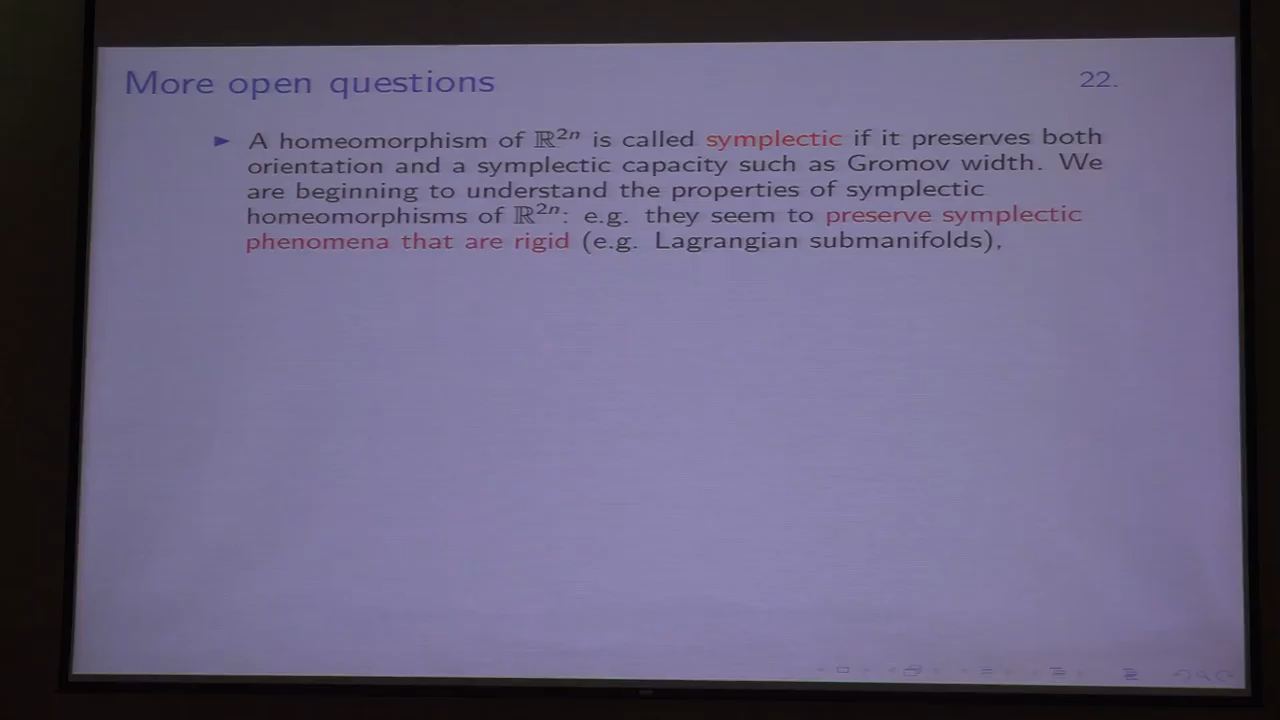 More open questions
22.
► A homeomorphism of ℝ²ⁿ is called symplectic if it preserves both
orientation and a symplectic capacity such as Gromov width. We
are beginning to understand the properties of symplectic
homeomorphisms of ℝ²ⁿ: e.g. they seem to preserve symplectic
phenomena that are rigid (e.g. Lagrangian submanifolds),